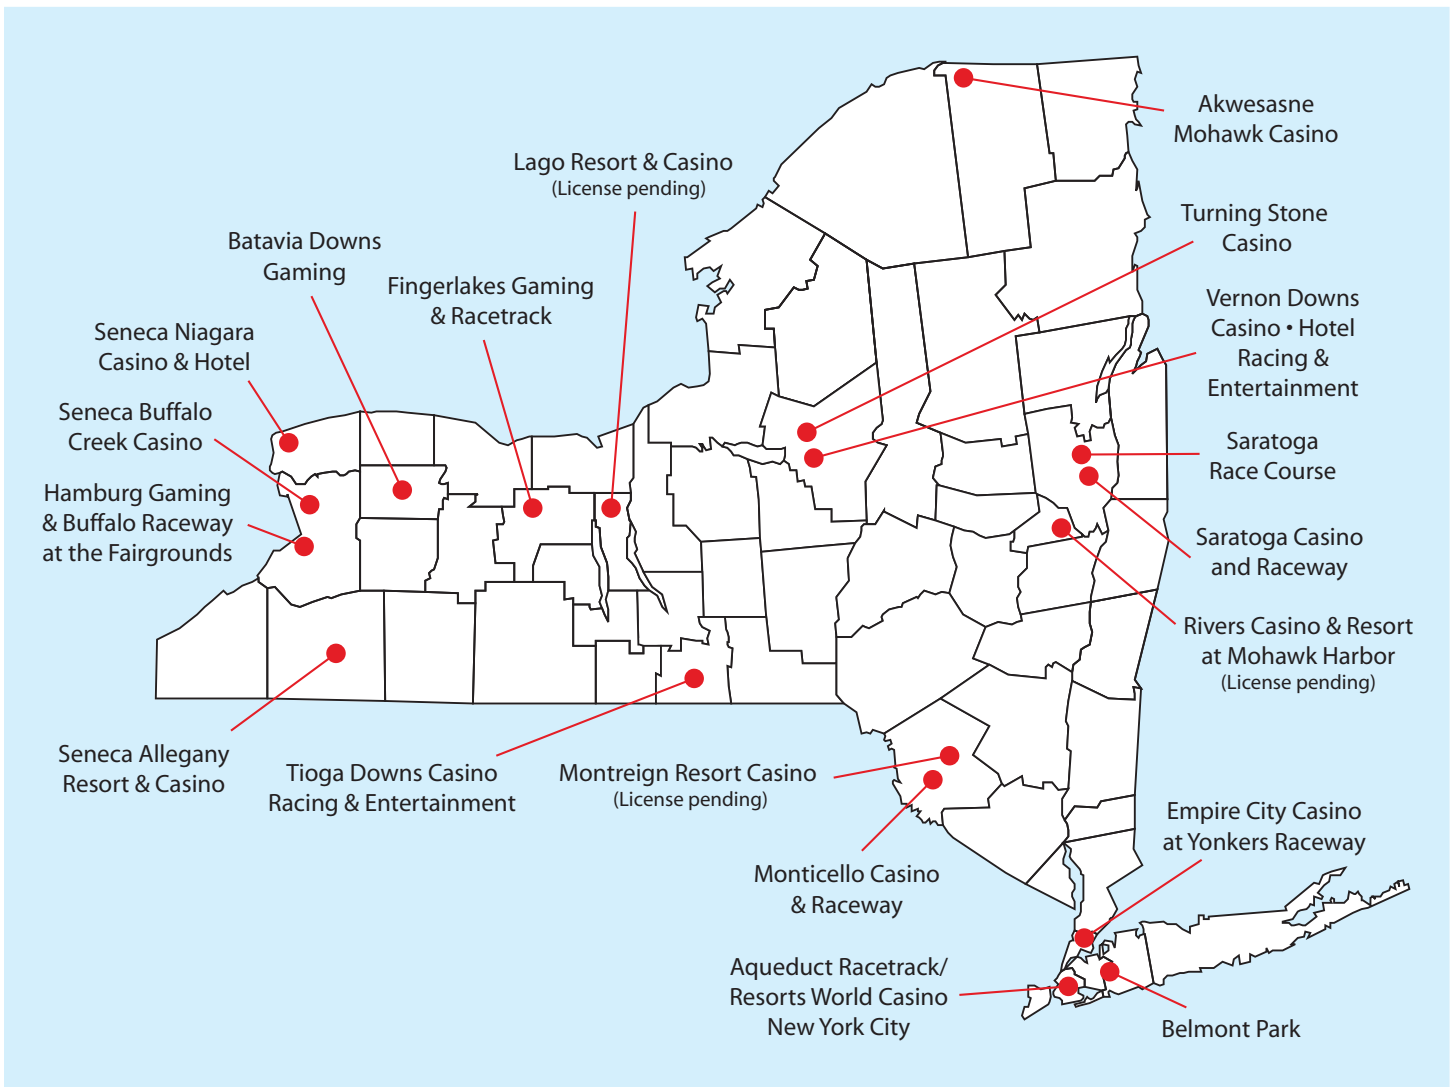 Akwesasne
Mohawk Casino
Lago Resort & Casino
(License pending)
Turning Stone
Casino
Batavia Downs
Gaming
Fingerlakes Gaming
& Racetrack
Vernon Downs
Casino • Hotel
Racing &
Entertainment
Seneca Niagara
Casino & Hotel
Seneca Buffalo
Creek Casino
Saratoga
Race Course
Hamburg Gaming
& Buffalo Raceway
at the Fairgrounds
Saratoga Casino
and Raceway
Rivers Casino & Resort
at Mohawk Harbor
(License pending)
Seneca Allegany
Resort & Casino
Tioga Downs Casino
Racing & Entertainment
Montreign Resort Casino
(License pending)
Empire City Casino
at Yonkers Raceway
Monticello Casino
& Raceway
Aqueduct Racetrack/
Resorts World Casino
New York City
Belmont Park